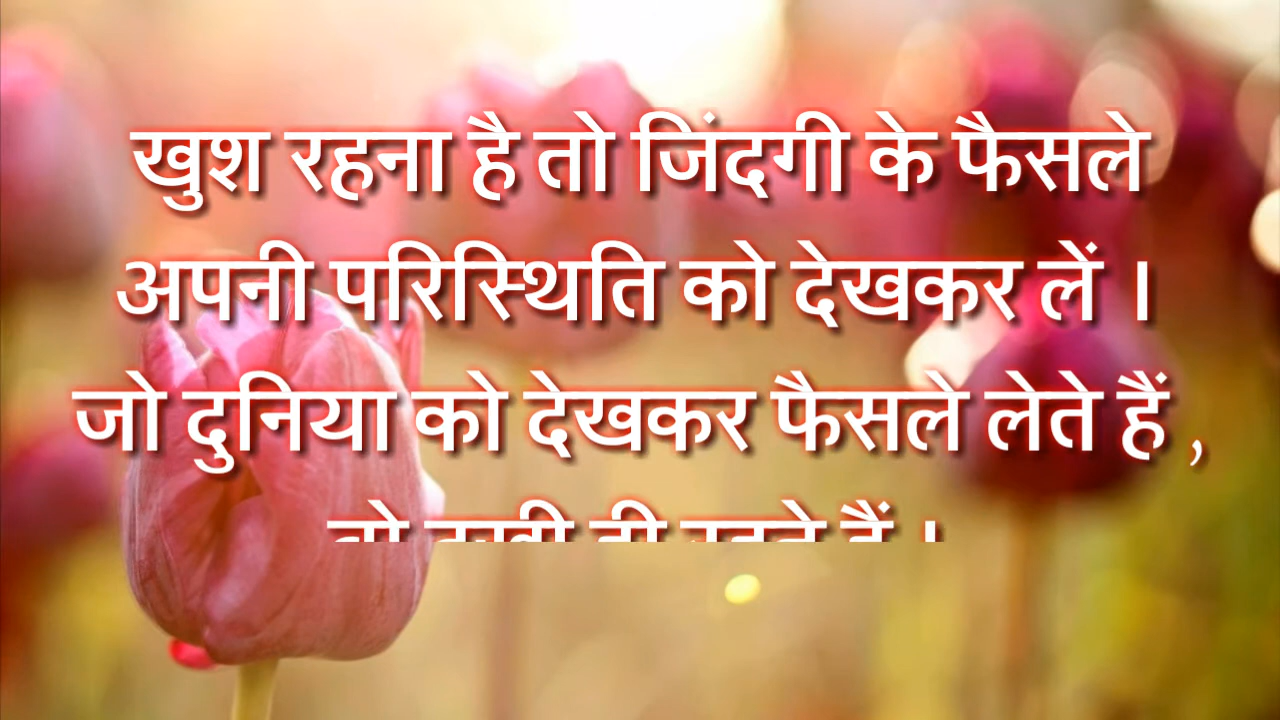 खुश रहना है तो जिंदगी के फैसले
अपनी परिस्थिति को देखकर लें ।
जो दुनिया को देखकर फैसले लेते हैं ,